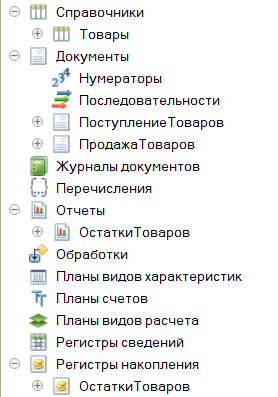 Справочники
Товары
Документы
Нумераторы
Последовательности
ПоступлениеТоваров
ПродажаТоваров
Журналы документов
Перечисления
Отчеты
ОстаткиТоваров
Обработки
Планы видов характеристик
Планы счетов
Планы видов расчета
Регистры сведений
Регистры накопления
ОстаткиТоваров